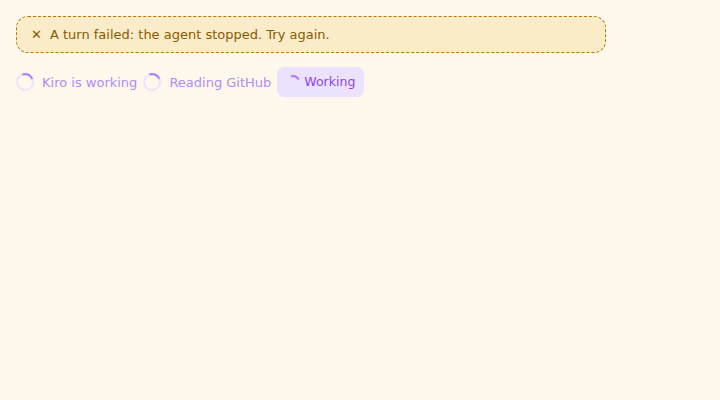 ✕ A turn failed: the agent stopped. Try again.
Kiro is working Reading GitHub Working